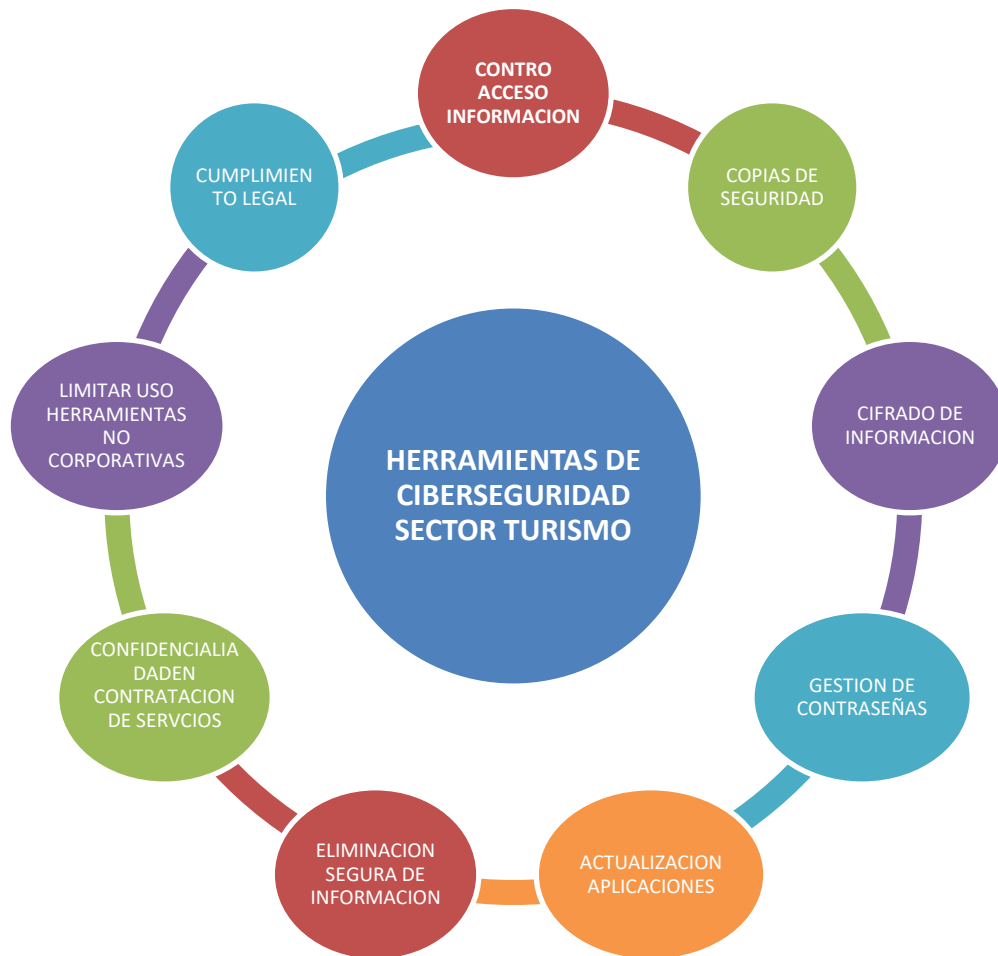 CONTRO
ACCESO
INFORMACION
COPIAS DE
SEGURIDAD
CIFRADO DE
INFORMACION
GESTION DE
CONTRASEÑAS
ACTUALIZACION
APLICACIONES
ELIMINACION
SEGURA DE
INFORMACION
CONFIDENCIALIA
DADEN
CONTRATACION
DE SERVCIOS
LIMITAR USO
HERRAMIENTAS
NO
CORPORATIVAS
CUMPLIMIEN
TO LEGAL
HERRAMIENTAS DE
CIBERSEGURIDAD
SECTOR TURISMO